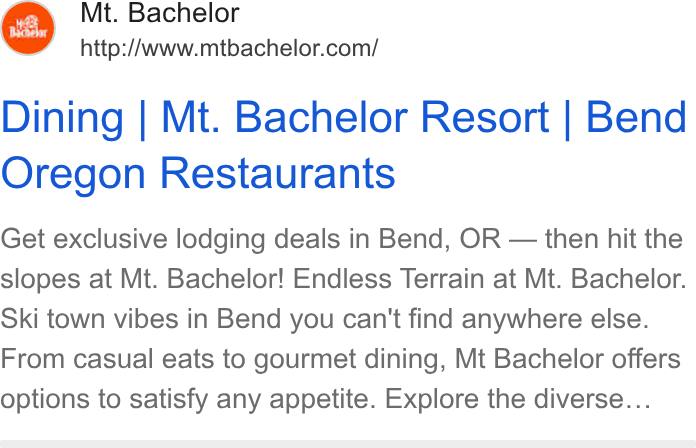 Mt. Bachelor
Mt. Bachelor
http://www.mtbachelor.com/
Dining | Mt. Bachelor Resort | Bend
Oregon Restaurants
Get exclusive lodging deals in Bend, OR — then hit the
slopes at Mt. Bachelor! Endless Terrain at Mt. Bachelor.
Ski town vibes in Bend you can't find anywhere else.
From casual eats to gourmet dining, Mt Bachelor offers
options to satisfy any appetite. Explore the diverse…